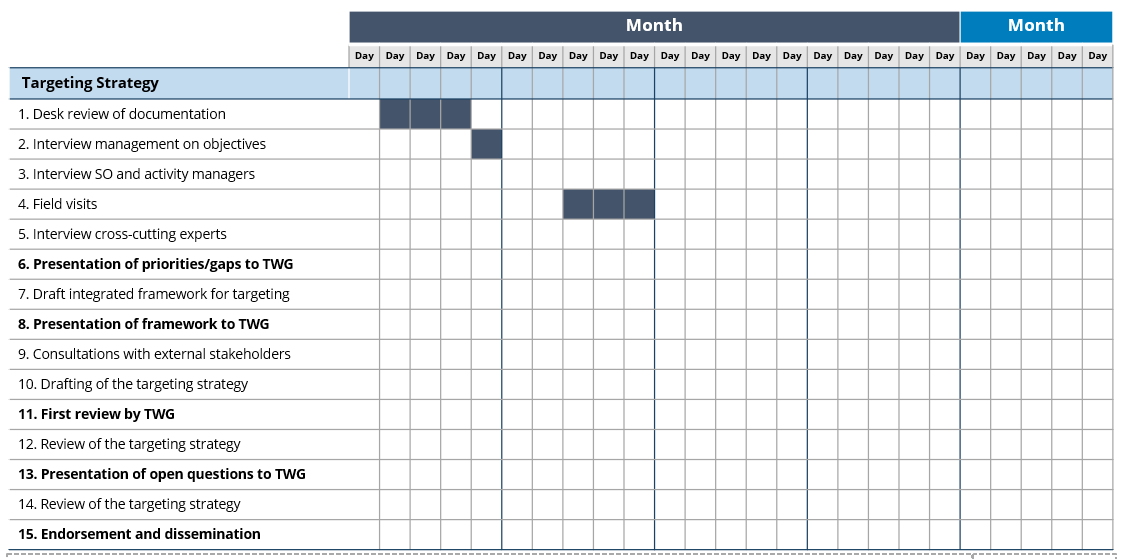 Month Month
Day Day Day Day Day Day Day Day Day Day Day Day Day Day Day Day Day Day Day Day Day Day Day Day Day
Targeting Strategy
1. Desk review of documentation
2. Interview management on objectives
3. Interview SO and activity managers
4. Field visits
5. Interview cross-cutting experts
6. Presentation of priorities/gaps to TWG
7. Draft integrated framework for targeting
8. Presentation of framework to TWG
9. Consultations with external stakeholders
10. Drafting of the targeting strategy
11. First review by TWG
12. Review of the targeting strategy
13. Presentation of open questions to TWG
14. Review of the targeting strategy
15. Endorsement and dissemination